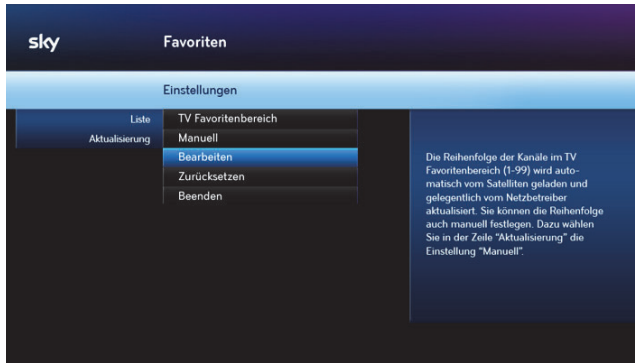 sky Favoriten
Einstellungen
Liste TV Favoritenbereich
Aktualisierung Manuell
Bearbeiten
Zurücksetzen
Beenden
Die Reihenfolge der Kanäle im TV
Favoritenbereich (1-99) wird auto-
matisch vom Satelliten geladen und
gelegentlich vom Netzbetreiber
aktualisiert. Sie können die Reihenfolge
auch manuell festlegen. Dazu wählen
Sie in der Zeile "Aktualisierung" die
Einstellung "Manuell".